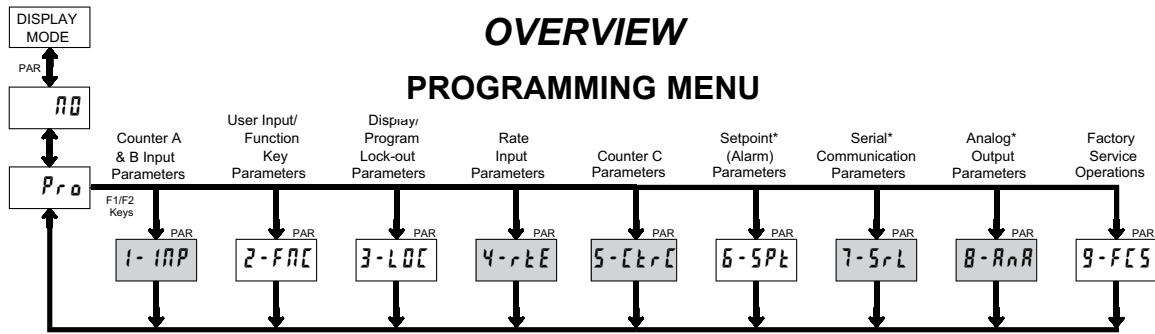 OVERVIEW
PROGRAMMING MENU
DISPLAY
MODE
PAR
NO
Pro
F1/F2
Keys
Counter A
& B Input
Parameters
User Input/
Function
Key
Parameters
Display/
Program
Lock-out
Parameters
Rate
Input
Parameters
Counter C
Parameters
Setpoint*
(Alarm)
Parameters
Serial*
Communication
Parameters
Analog*
Output
Parameters
Factory
Service
Operations
PAR
PAR
PAR
PAR
PAR
PAR
PAR
PAR
PAR
1-INP
2-FNC
3-LOC
4-rtE
5-CtrC
6-SPt
7-SrL
8-AnA
9-FCS